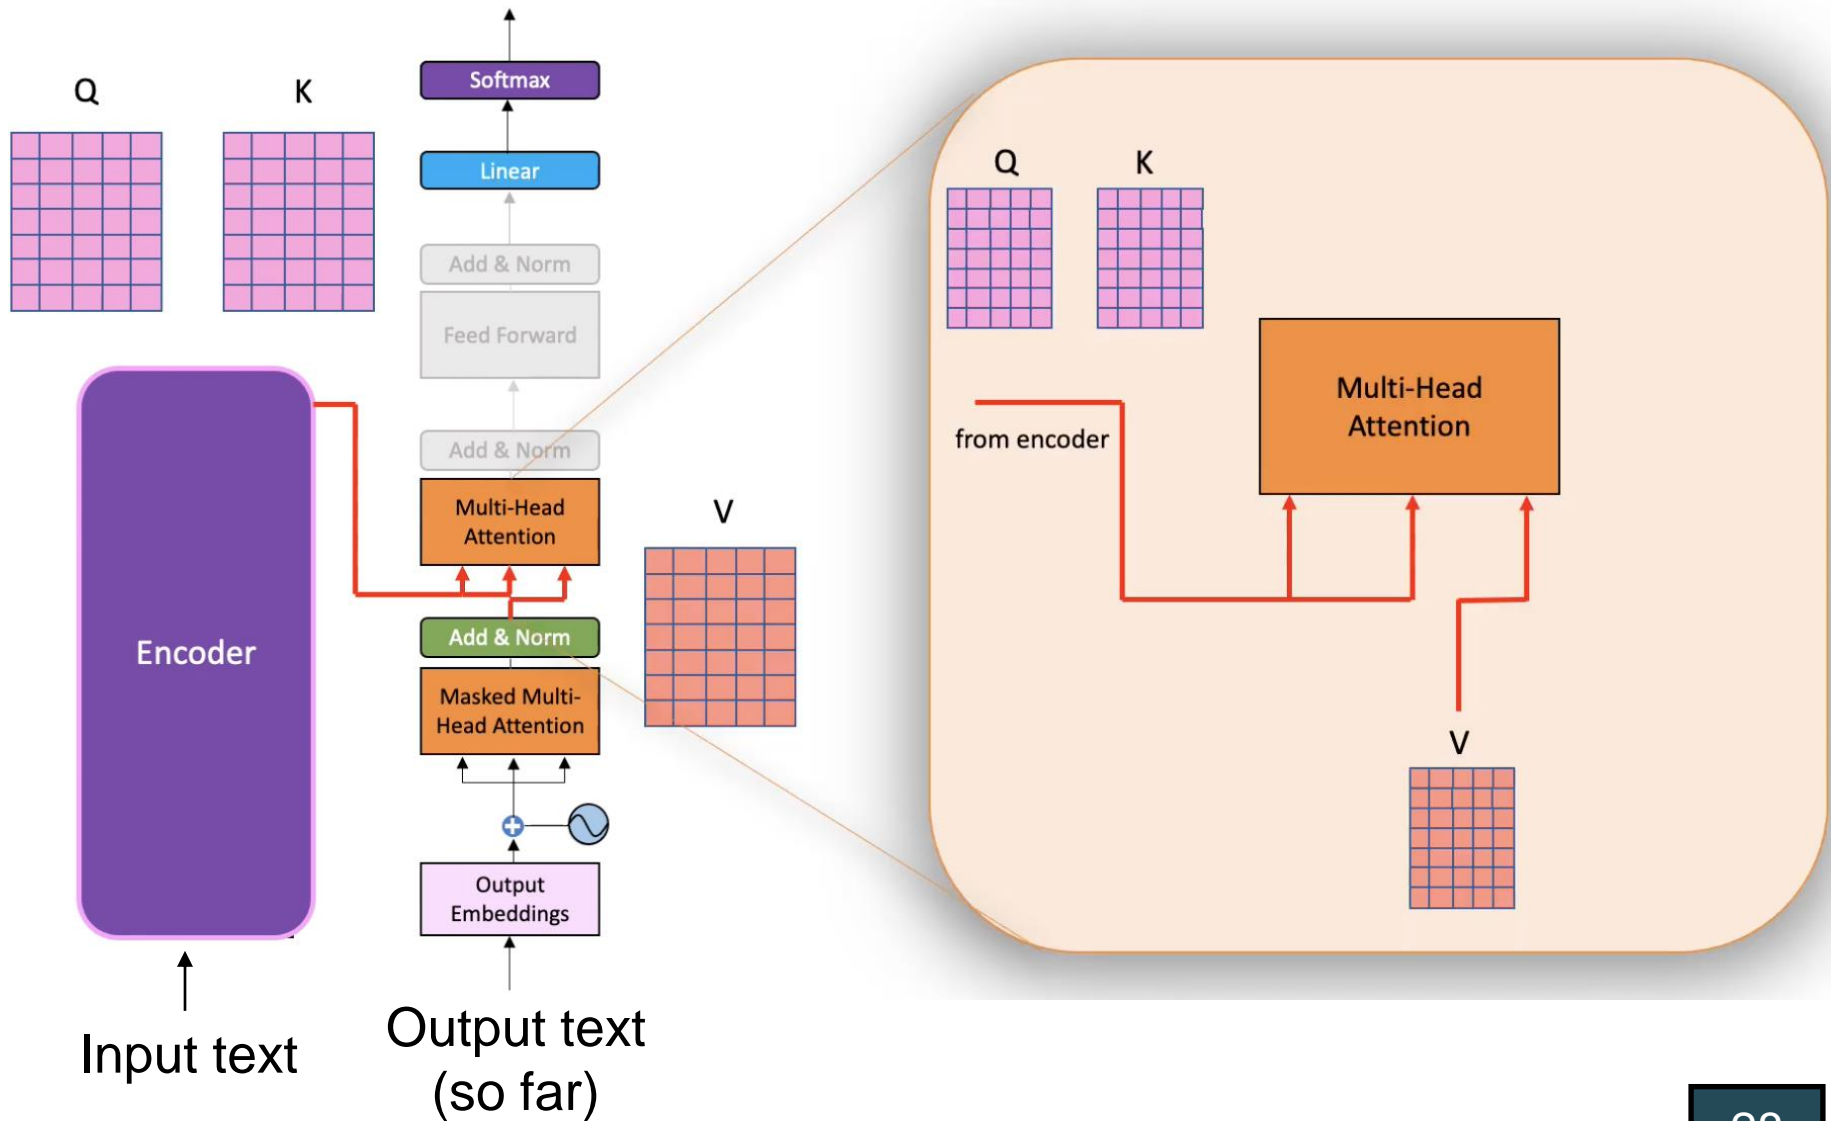 Q
K
Softmax
Linear
Add & Norm
Feed Forward
Add & Norm
Multi-Head
Attention
V
Add & Norm
Masked Multi-
Head Attention
Output
Embeddings
Encoder
Input text
Output text
(so far)
Q
K
Multi-Head
Attention
from encoder
V